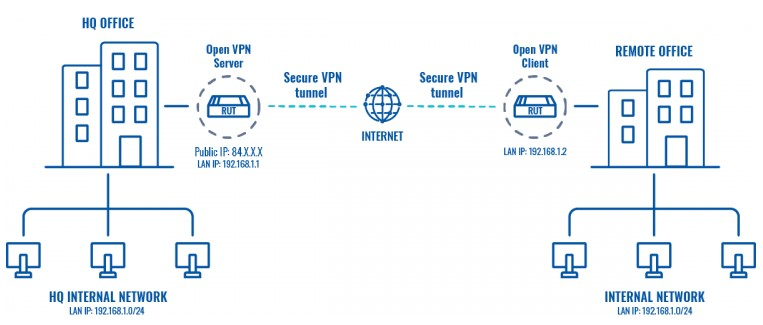 HQ OFFICE
Open VPN
Server
Secure VPN
tunnel
Secure VPN
tunnel
Open VPN
Client
REMOTE OFFICE
RUT
RUT
INTERNET
Public IP: 84.X.X.X
LAN IP: 192.168.1.1
LAN IP: 192.168.1.2
HQ INTERNAL NETWORK
LAN IP: 192.168.1.0/24
INTERNAL NETWORK
LAN IP: 192.168.1.0/24